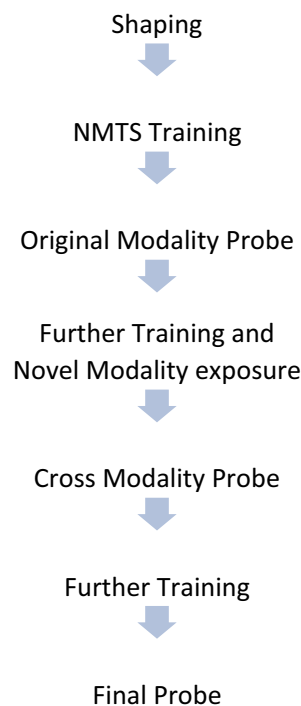 Shaping
NMTS Training
Original Modality Probe
Further Training and
Novel Modality exposure
Cross Modality Probe
Further Training
Final Probe